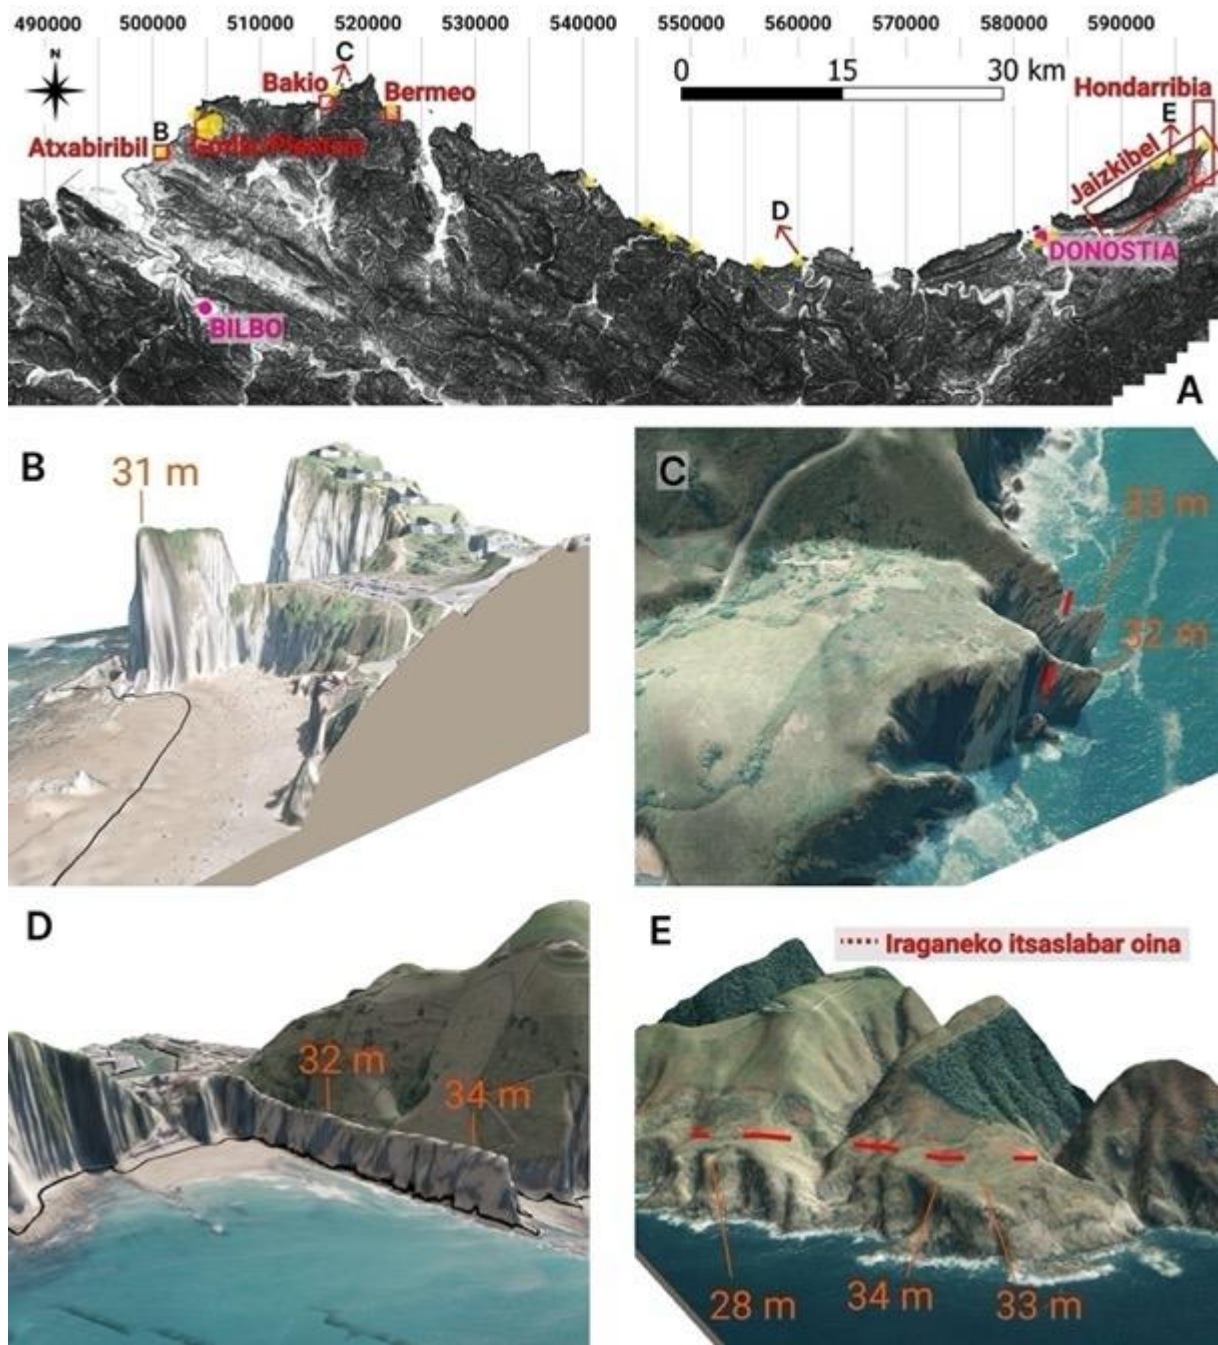 490000 500000 510000 520000 530000 540000 550000 560000 570000 580000 590000
N
C
0 15 30 km
Bakio
Bermeo
Hondarribia
E
B
Atxabiribil
Jaizkibel
D
DONOSTIA
BILBO
A
B
31 m
C
33 m
32 m
D
32 m
34 m
E
Iraganeko itsaslabar oina
28 m
34 m
33 m